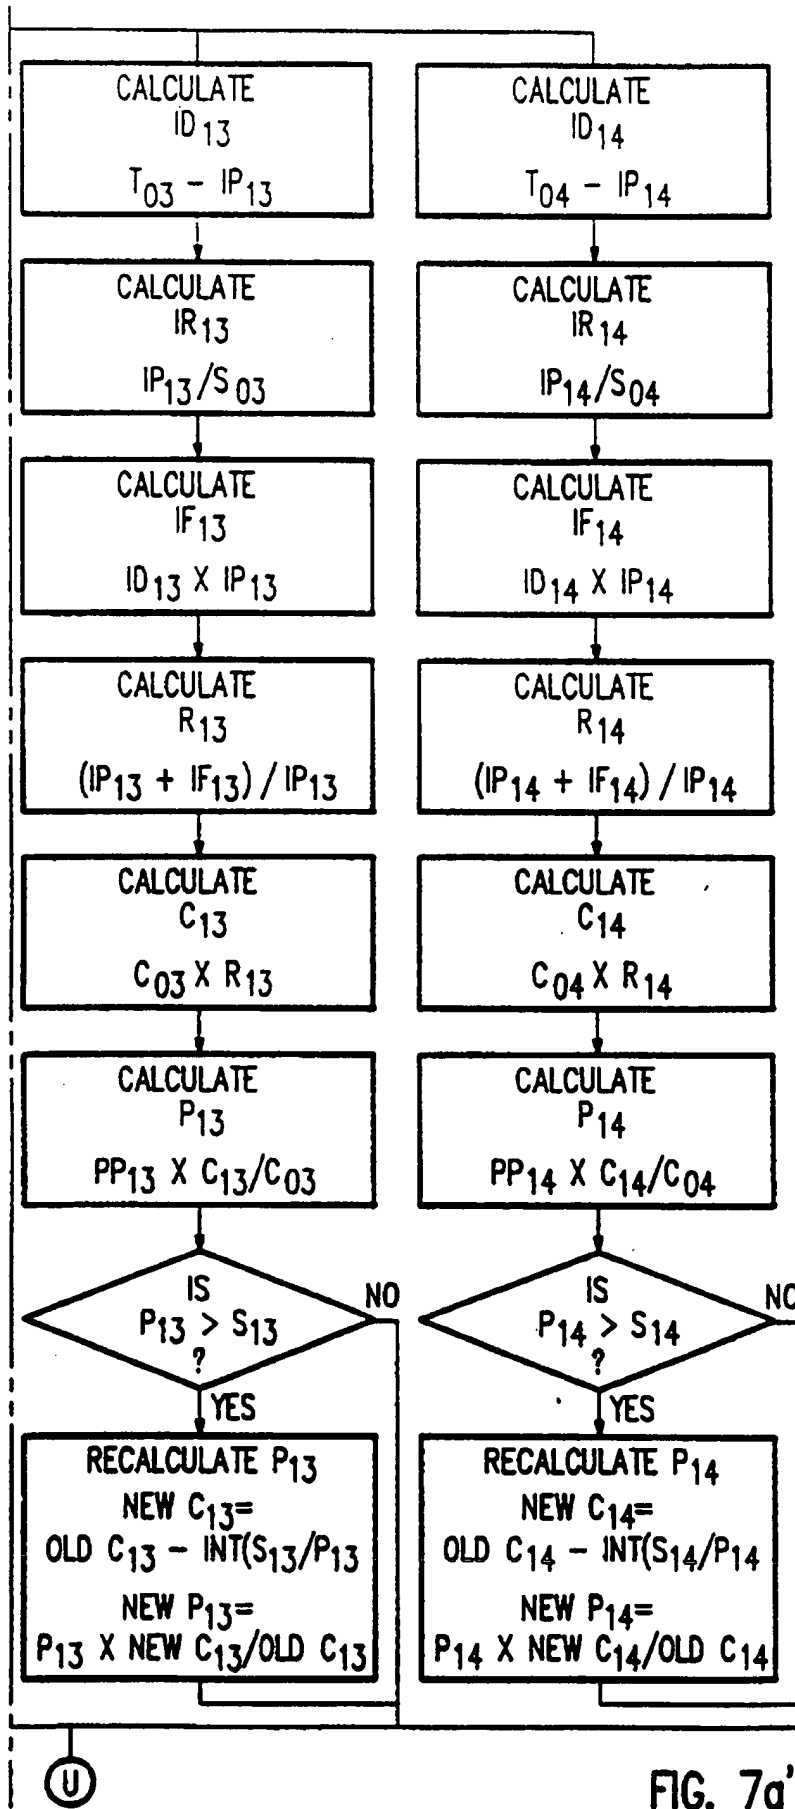 CALCULATE
ID13
T03 – IP13
CALCULATE
IR13
IP13/S03
CALCULATE
IF13
ID13 X IP13
CALCULATE
R13
(IP13 + IF13) / IP13
CALCULATE
C13
C03 X R13
CALCULATE
P13
PP13 X C13/C03
IS
P13 > S13
?
NO
YES
RECALCULATE P13
NEW C13=
OLD C13 – INT(S13/P13
NEW P13=
P13 X NEW C13/OLD C13
CALCULATE
ID14
T04 – IP14
CALCULATE
IR14
IP14/S04
CALCULATE
IF14
ID14 X IP14
CALCULATE
R14
(IP14 + IF14) / IP14
CALCULATE
C14
C04 X R14
CALCULATE
P14
PP14 X C14/C04
IS
P14 > S14
?
NO
YES
RECALCULATE P14
NEW C14=
OLD C14 – INT(S14/P14
NEW P14=
P14 X NEW C14/OLD C14
U
FIG. 7a'